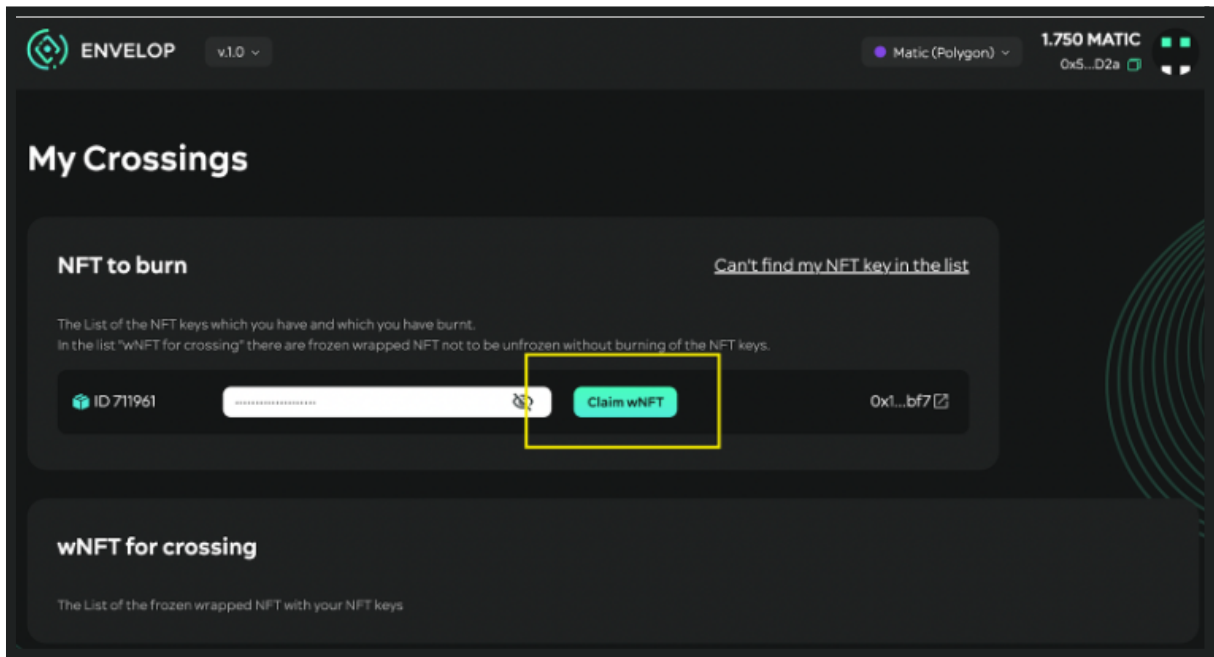 ENVELOP
v.1.0
Matic (Polygon)
1.750 MATIC
0x5...D2a
My Crossings
NFT to burn
Can't find my NFT key in the list
The List of the NFT keys which you have and which you have burnt.
In the list "wNFT for crossing" there are frozen wrapped NFT not to be unfrozen without burning of the NFT keys.
ID 711961
Claim wNFT
0x1...bf7
wNFT for crossing
The List of the frozen wrapped NFT with your NFT keys